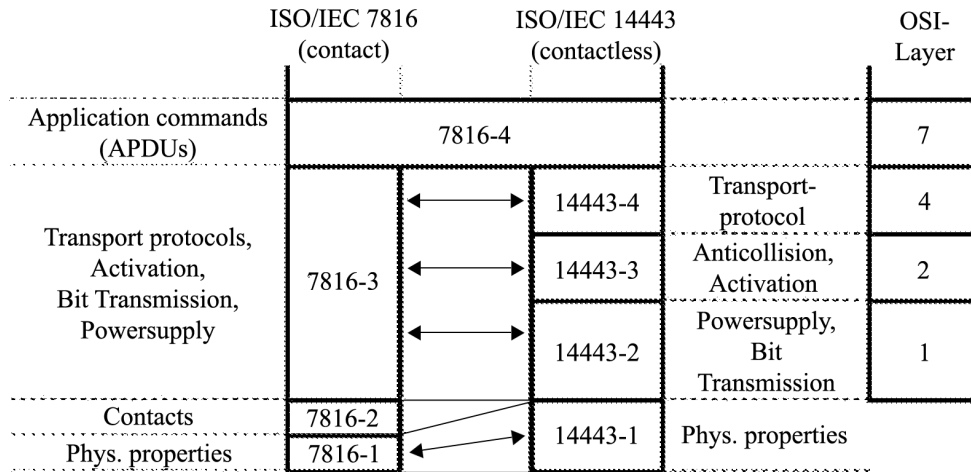 ISO/IEC 7816
(contact)
ISO/IEC 14443
(contactless)
OSI-
Layer
Application commands
(APDUs)
7816-4
7
Transport protocols,
Activation,
Bit Transmission,
Powersupply
7816-3
14443-4
Transport-
protocol
4
14443-3
Anticollision,
Activation
2
14443-2
Powersupply,
Bit
Transmission
1
Contacts
7816-2
Phys. properties
7816-1
14443-1
Phys. properties